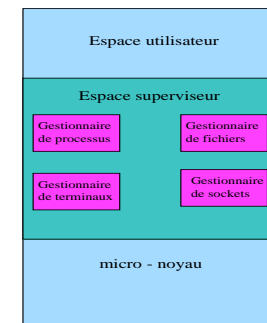 Espace utilisateur
Espace superviseur
Gestionnaire
de processus
Gestionnaire
de fichiers
Gestionnaire
de terminaux
Gestionnaire
de sockets
micro - noyau